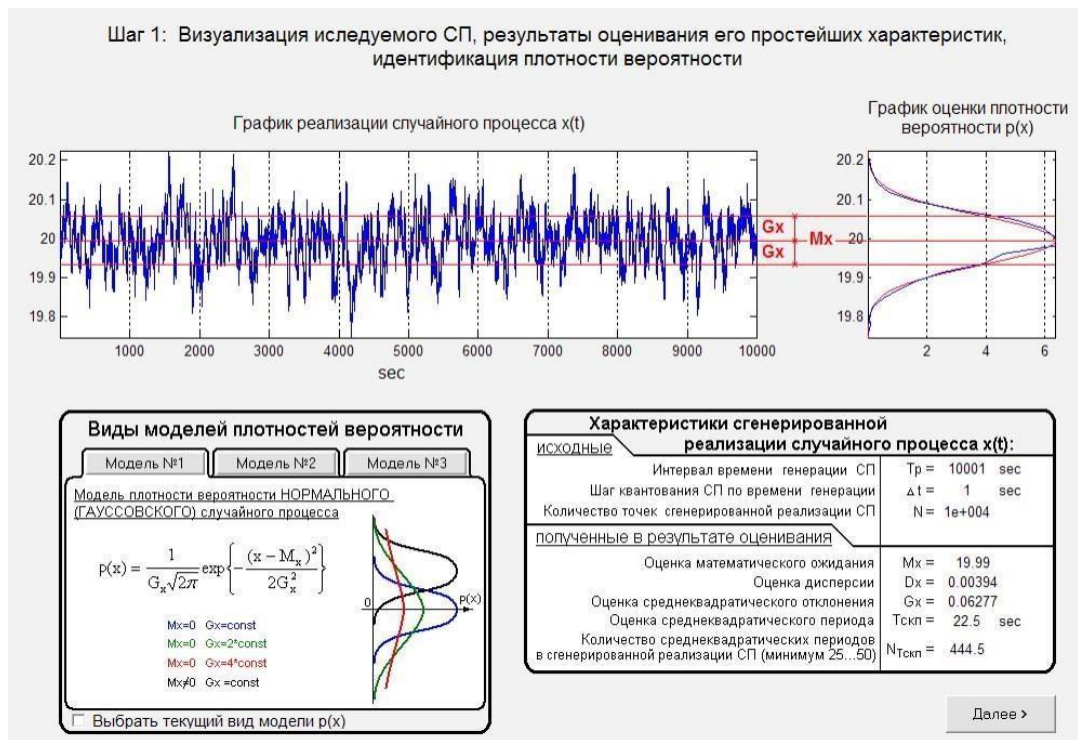 Шаг 1: Визуализация иследуемого СП, результаты оценивания его простейших характеристик,
идентификация плотности вероятности
График реализации случайного процесса x(t)
20.2
20.1
20
19.9
19.8
1000 2000 3000 4000 5000 6000 7000 8000 9000 10000
sec
Gx
Gx
Mx
График оценки плотности
вероятности p(x)
20.2
20.1
20
19.9
19.8
2 4 6
Виды моделей плотностей вероятности
Модель №1 Модель №2 Модель №3
Модель плотности вероятности НОРМАЛЬНОГО
(ГАУССОВСКОГО) случайного процесса
p(x) = 1 / (G_x√2π) exp{−(x − M_x)² / 2G_x²}
Mx=0 Gx=const
Mx=0 Gx=2*const
Mx=0 Gx=4*const
Mx≠0 Gx =const
0
p(x)
Выбрать текущий вид модели p(x)
Характеристики сгенерированной
реализации случайного процесса x(t):
исходные
Интервал времени генерации СП Tp = 10001 sec
Шаг квантования СП по времени генерации Δt = 1 sec
Количество точек сгенерированной реализации СП N = 1e+004
полученные в результате оценивания
Оценка математического ожидания Mx = 19.99
Оценка дисперсии Dx = 0.00394
Оценка среднеквадратического отклонения Gx = 0.06277
Оценка среднеквадратического периода Tскп = 22.5 sec
Количество среднеквадратических периодов
в сгенерированной реализации СП (минимум 25...50) NTскп = 444.5
Далее >